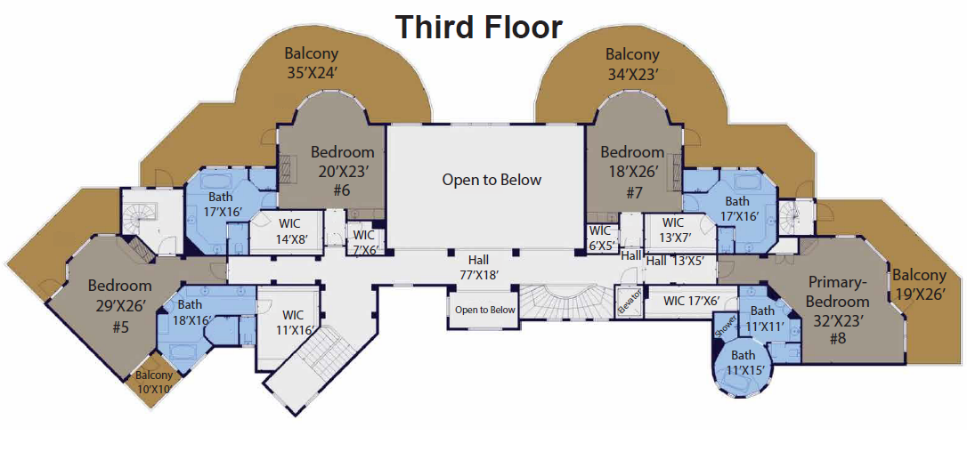 Third Floor
Balcony
35'X24'
Balcony
34'X23'
Bedroom
20'X23'
#6
Open to Below
Bedroom
18'X26'
#7
Bath
17'X16'
WIC
14'X8'
WIC
7'X6'
WIC
6'X5'
WIC
13'X7'
Bath
17'X16'
Hall
77'X18'
Hall
Hall 13'X5'
Bedroom
29'X26'
#5
Bath
18'X16'
WIC
11'X16'
Open to Below
Elevator
WIC 17'X6'
Shower
Bath
11'X11'
Primary-
Bedroom
32'X23'
#8
Balcony
19'X26'
Balcony
10'X10'
Bath
11'X15'